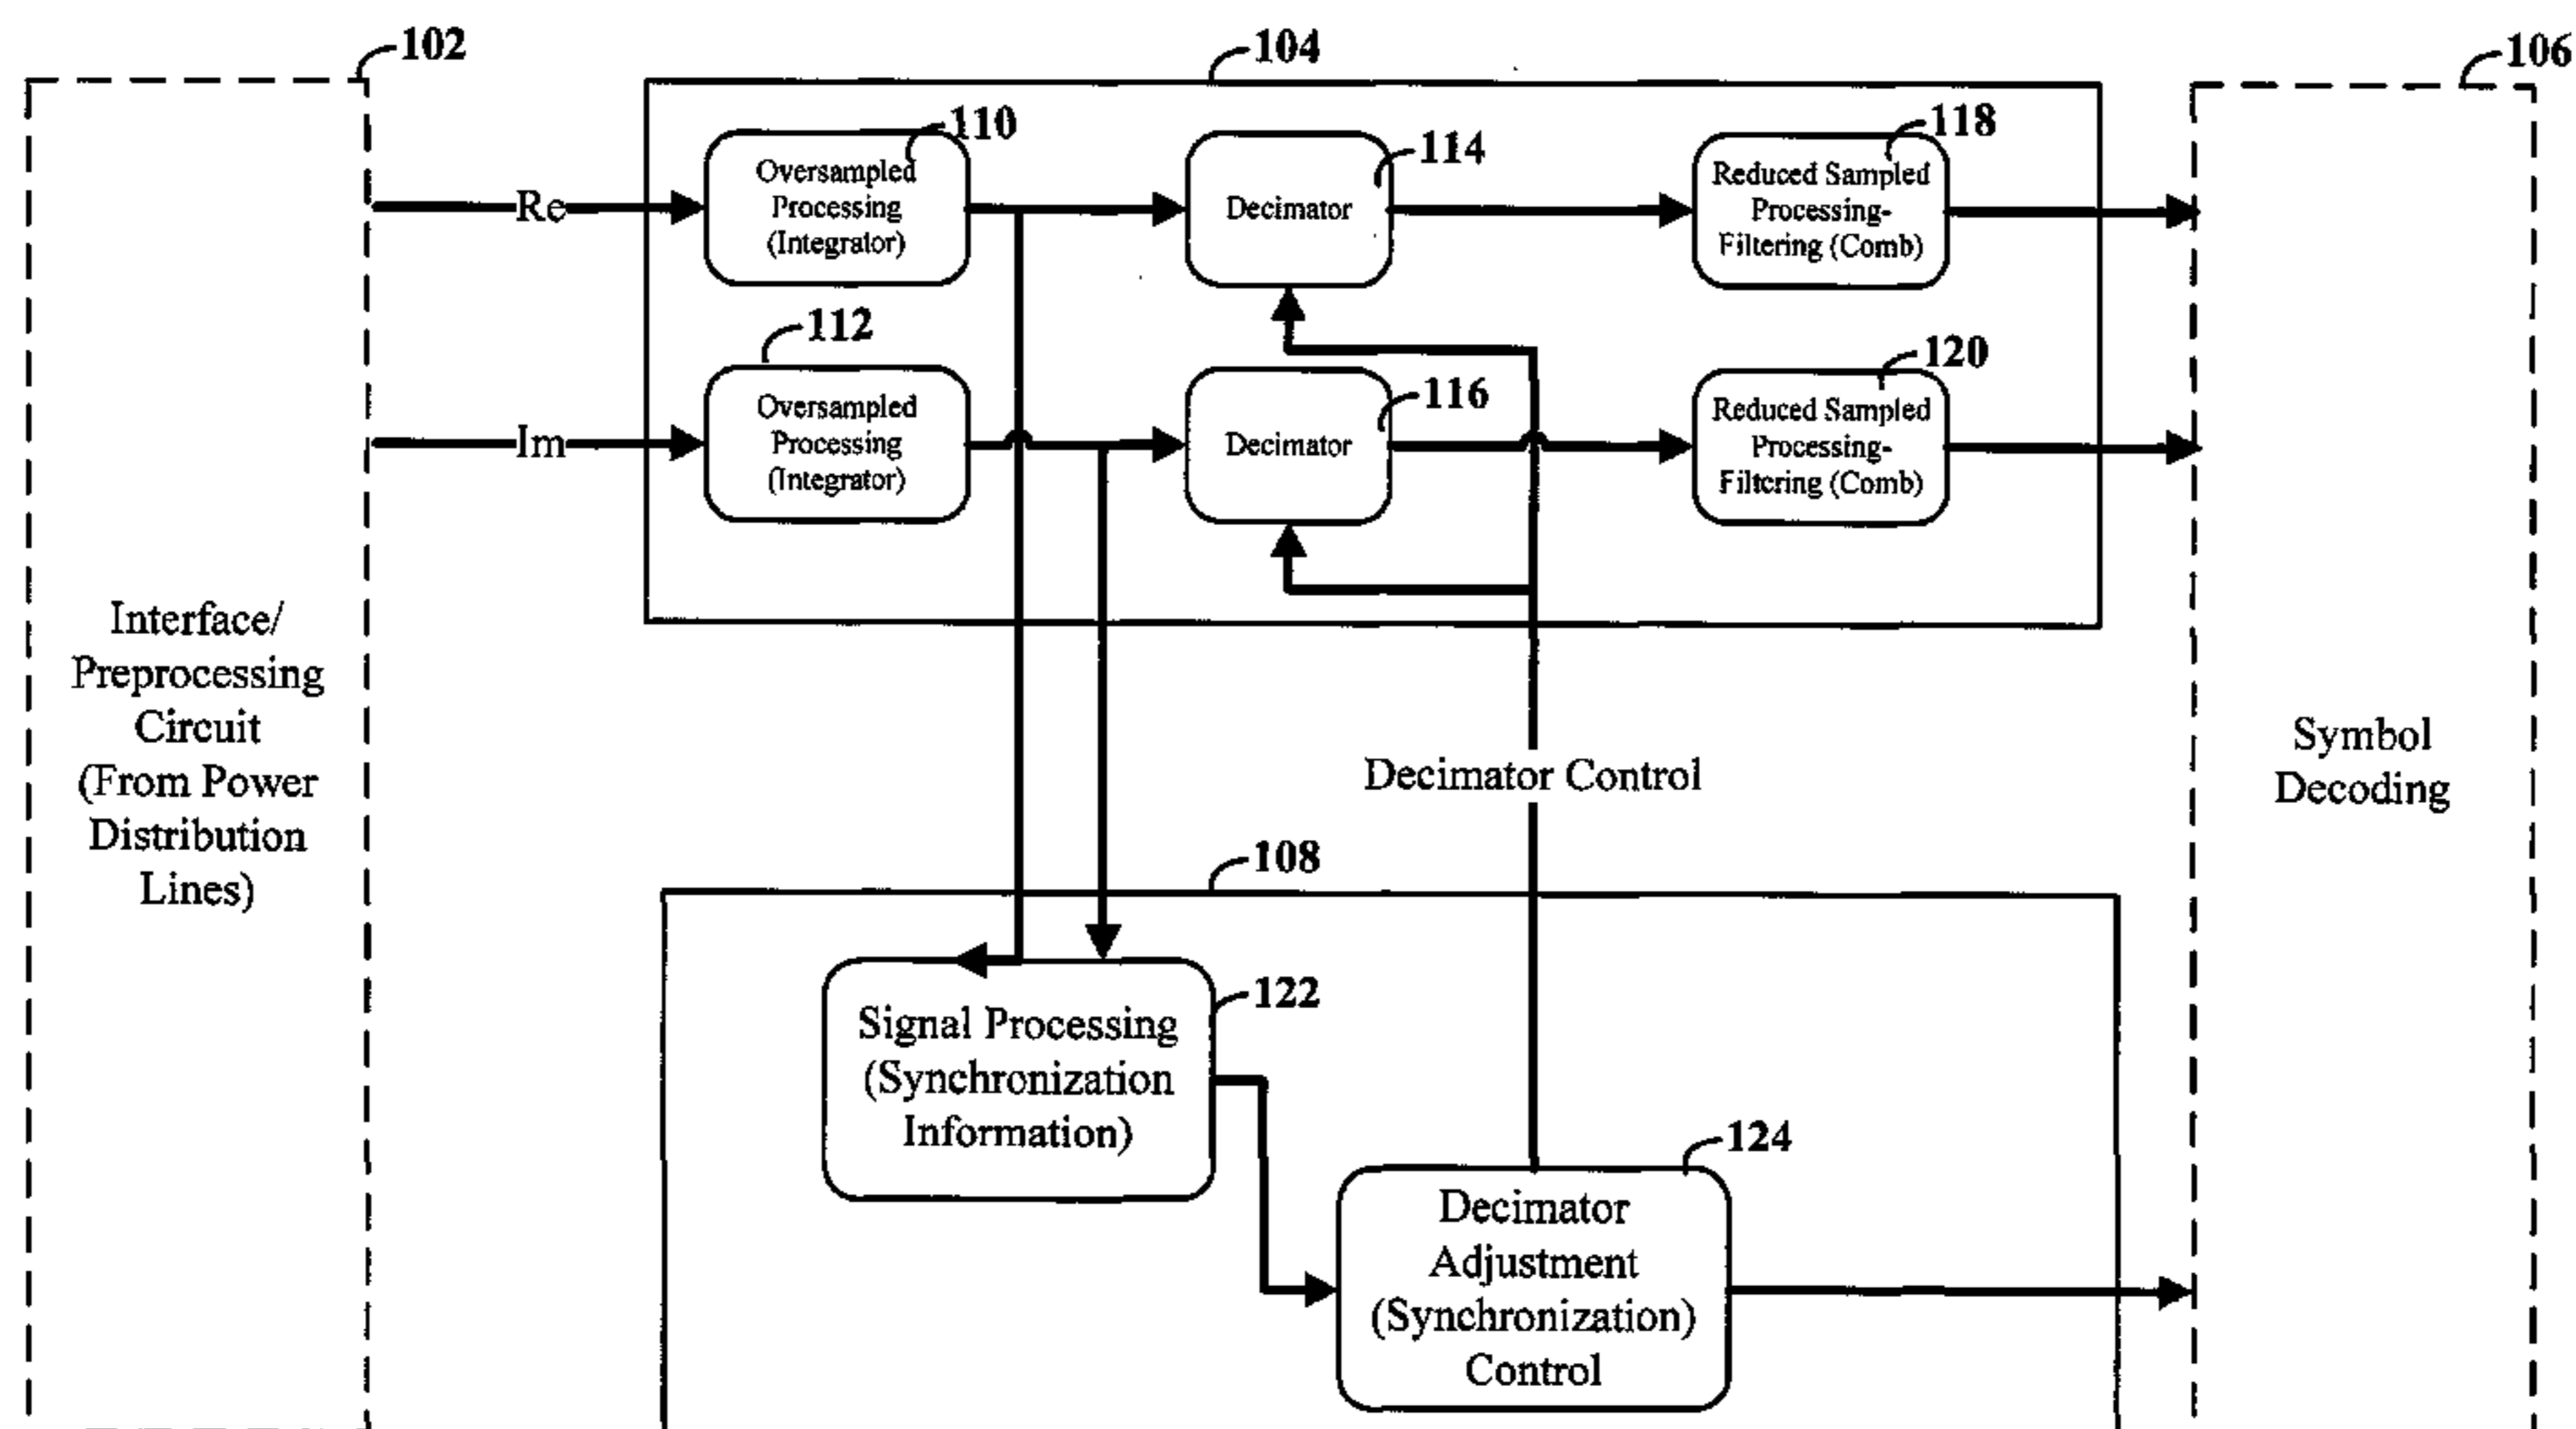 102
104
106
110
Oversampled
Processing
(Integrator)
114
Decimator
118
Reduced Sampled
Processing-
Filtering (Comb)
Re
112
Oversampled
Processing
(Integrator)
116
Decimator
120
Reduced Sampled
Processing-
Filtering (Comb)
Im
Interface/
Preprocessing
Circuit
(From Power
Distribution
Lines)
Decimator Control
Symbol
Decoding
108
122
Signal Processing
(Synchronization
Information)
124
Decimator
Adjustment
(Synchronization)
Control